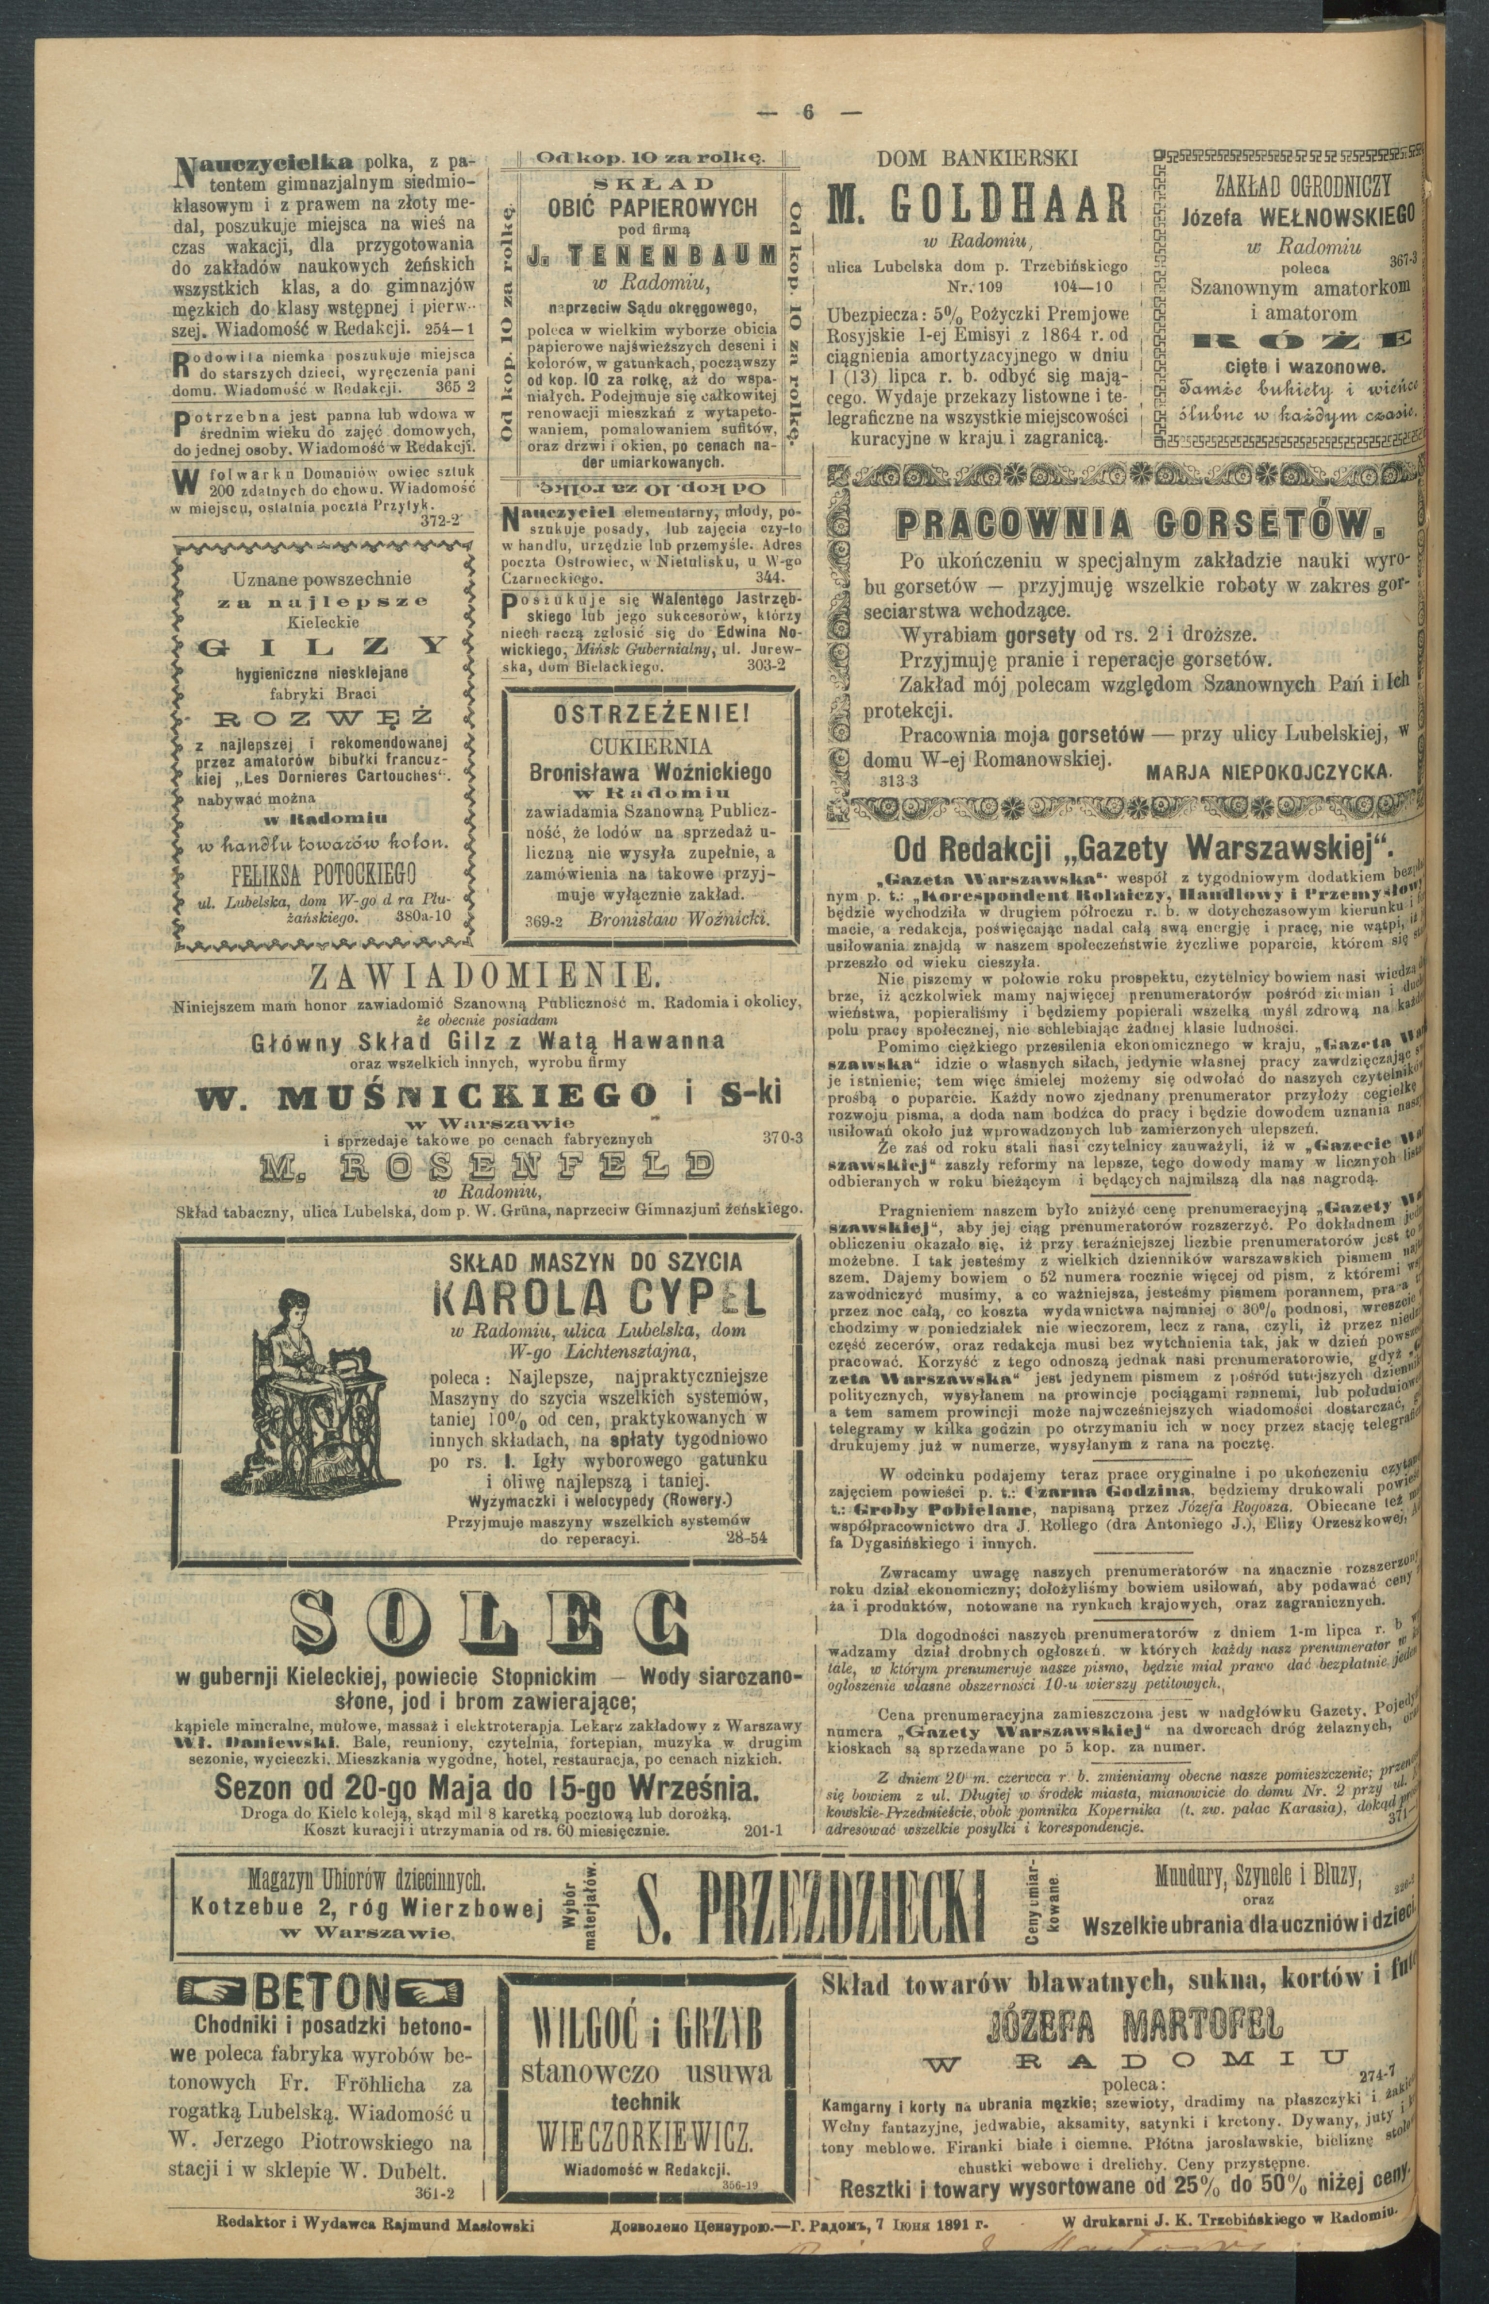 — 6 —
Nauczycielka polka, z pa-
tentem gimnazjalnym siedmio-
klasowym i z prawem na złoty me-
dal, poszukuje miejsca na wieś na
czas wakacji, dla przygotowania
do zakładów naukowych żeńskich
wszystkich klas, a do gimnazjów
męzkich do klasy wstępnej i pierw-
szej. Wiadomość w Redakcji. 254—1
Rodowita niemka poszukuje miejsca
do starszych dzieci, wyręczenia pani
domu. Wiadomość w Redakcji. 365 2
Potrzebna jest panna lub wdowa w
średnim wieku do zajęć domowych,
do jednej osoby. Wiadomość w Redakcji.
W folwarku Domaniów owiec sztuk
200 zdatnych do chowu. Wiadomość
w miejscu, ostatnia poczta Przytyk.
372-2
Uznane powszechnie
za najlepsze
Kieleckie
GILZY
hygieniczne niesklejane
fabryki Braci
ROZWĘŻ
z najlepszej i rekomendowanej
przez amatorów bibułki francuz-
kiej „Les Dornieres Cartouches“.
nabywać można
w Radomiu
w handlu towarów kolon.
FELIKSA POTOCKIEGO
ul. Lubelska, dom W-go d ra Płu-
żańskiego. 380a-10
Od kop. 10 za rolkę.
Od kop. 10 za rolkę.
Od kop. 10 za rolkę.
SKŁAD
OBIĆ PAPIEROWYCH
pod firmą
J. TENENBAUM
w Radomiu,
naprzeciw Sądu okręgowego,
poleca w wielkim wyborze obicia
papierowe najświeższych deseni i
kolorów, w gatunkach, począwszy
od kop. 10 za rolkę, aż do wspa-
niałych. Podejmuje się całkowitej
renowacji mieszkań z wytapeto-
waniem, pomalowaniem sufitów,
oraz drzwi i okien, po cenach na-
der umiarkowanych.
Od kop. 10 za rolkę.
Nauczyciel elementarny, młody, po-
szukuje posady, lub zajęcia czy-to
w handlu, urzędzie lub przemyśle. Adres
poczta Ostrowiec, w Nietulisku, u W-go
Czarneckiego. 344.
Poszukuje się Walentego Jastrzęb-
skiego lub jego sukcesorów, którzy
niech raczą zgłosić się do Edwina No-
wickiego, Mińsk Gubernialny, ul. Jurew-
ska, dom Bielackiego. 303-2
OSTRZEŻENIE!
CUKIERNIA
Bronisława Woźnickiego
w Radomiu
zawiadamia Szanowną Publicz-
ność, że lodów na sprzedaż u-
liczną nie wysyła zupełnie, a
zamówienia na takowe przyj-
muje wyłącznie zakład.
369-2 Bronisław Woźnicki.
ZAWIADOMIENIE.
Niniejszem mam honor zawiadomić Szanowną Publiczność m. Radomia i okolicy,
że obecnie posiadam
Główny Skład Gilz z Watą Hawanna
oraz wszelkich innych, wyrobu firmy
W. MUŚNICKIEGO i S-ki
w Warszawie
i sprzedaje takowe po cenach fabrycznych 370-3
M. ROSENFELD
w Radomiu,
Skład tabaczny, ulica Lubelska, dom p. W. Grüna, naprzeciw Gimnazjum żeńskiego.
SKŁAD MASZYN DO SZYCIA
KAROLA CYPEL
w Radomiu, ulica Lubelska, dom
W-go Lichtensztajna,
poleca: Najlepsze, najpraktyczniejsze
Maszyny do szycia wszelkich systemów,
taniej 10% od cen, praktykowanych w
innych składach, na spłaty tygodniowo
po rs. 1. Igły wyborowego gatunku
i oliwę najlepszą i taniej.
Wyżymaczki i welocypedy (Rowery.)
Przyjmuje maszyny wszelkich systemów
do reperacyi. 28-54
SOLEC
w gubernji Kieleckiej, powiecie Stopnickim — Wody siarczano-
słone, jod i brom zawierające;
kąpiele mineralne, mułowe, massaż i elektroterapja. Lekarz zakładowy z Warszawy
Wł. Daniewski. Bale, reuniony, czytelnia, fortepian, muzyka w drugim
sezonie, wycieczki. Mieszkania wygodne, hotel, restauracja, po cenach nizkich.
Sezon od 20-go Maja do 15-go Września.
Droga do Kielc koleją, skąd mil 8 karetką pocztową lub dorożką.
Koszt kuracji i utrzymania od rs. 60 miesięcznie. 201-1
DOM BANKIERSKI
M. GOLDHAAR
w Radomiu,
ulica Lubelska dom p. Trzebińskiego
Nr. 109 104—10
Ubezpiecza: 5% Pożyczki Premjowe
Rosyjskie 1-ej Emisyi z 1864 r. od
ciągnienia amortyzacyjnego w dniu
1 (13) lipca r. b. odbyć się mają-
cego. Wydaje przekazy listowne i te-
legraficzne na wszystkie miejscowości
kuracyjne w kraju i zagranicą.
ZAKŁAD OGRODNICZY
Józefa WEŁNOWSKIEGO
w Radomiu
poleca 367-3
Szanownym amatorkom
i amatorom
RÓŻE
cięte i wazonowe.
Tamże bukiety i wieńce
ślubne w każdym czasie.
PRACOWNIA GORSETÓW.
Po ukończeniu w specjalnym zakładzie nauki wyro-
bu gorsetów — przyjmuję wszelkie roboty w zakres gor-
seciarstwa wchodzące.
Wyrabiam gorsety od rs. 2 i droższe.
Przyjmuję pranie i reperacje gorsetów.
Zakład mój polecam względom Szanownych Pań i Ich
protekcji.
Pracownia moja gorsetów — przy ulicy Lubelskiej, w
domu W-ej Romanowskiej.
313-3 MARJA NIEPOKOJCZYCKA.
Od Redakcji „Gazety Warszawskiej“.
„Gazeta Warszawska“ wespół z tygodniowym dodatkiem
nym p. t.: „Korespondent Rolniczy, Handlowy i Przemysłowy
będzie wychodziła w drugiem półroczu r. b. w dotychczasowym kierunku i
macie, a redakcja, poświęcając nadal całą swą energję i pracę, nie wątpi, iż
usiłowania znajdą w naszem społeczeństwie życzliwe poparcie, którem się
przeszło od wieku cieszyła.
Nie piszemy w połowie roku prospektu, czytelnicy bowiem nasi wiedzą
brze, iż aczkolwiek mamy najwięcej prenumeratorów pośród ziemian i
wieństwa, popieraliśmy i będziemy popierali wszelką myśl zdrową na
polu pracy społecznej, nie schlebiając żadnej klasie ludności.
Pomimo ciężkiego przesilenia ekonomicznego w kraju, „Gazeta War
szawska“ idzie o własnych siłach, jedynie własnej pracy zawdzięczając
je istnienie; tem więc śmielej możemy się odwołać do naszych czytelników
prośbą o poparcie. Każdy nowo zjednany prenumerator przyłoży cegiełkę
rozwoju pisma, a doda nam bodźca do pracy i będzie dowodem uznania
usiłowań około już wprowadzonych lub zamierzonych ulepszeń.
Że zaś od roku stali nasi czytelnicy zauważyli, iż w „Gazecie
szawskiej“ zaszły reformy na lepsze, tego dowody mamy w licznych
odbieranych w roku bieżącym i będących najmilszą dla nas nagrodą.
Pragnieniem naszem było zniżyć cenę prenumeracyjną „Gazety
szawskiej“, aby jej ciąg prenumeratorów rozszerzyć. Po dokładnem
obliczeniu okazało się, iż przy teraźniejszej liczbie prenumeratorów jest to
możebne. I tak jesteśmy z wielkich dzienników warszawskich pismem
szem. Dajemy bowiem o 52 numera rocznie więcej od pism, z któremi
zawodniczyć musimy, a co ważniejsza, jesteśmy pismem porannem,
przez noc całą, co koszta wydawnictwa najmniej o 30% podnosi, wreszcie
chodzimy w poniedziałek nie wieczorem, lecz z rana, czyli, iż przez
część zecerów, oraz redakcja musi bez wytchnienia tak, jak w dzień
pracować. Korzyść z tego odnoszą jednak nasi prenumeratorowie, gdyż
zeta Warszawska“ jest jedynem pismem z pośród tutejszych
politycznych, wysyłanem na prowincje pociągami rannemi, lub
a tem samem prowincji może najwcześniejszych wiadomości dostarczać,
telegramy w kilka godzin po otrzymaniu ich w nocy przez stację
drukujemy już w numerze, wysyłanym z rana na pocztę.
W odcinku podajemy teraz prace oryginalne i po ukończeniu
zajęciem powieści p. t.: Czarna Godzina, będziemy drukowali
t.: Groby Pobielane, napisaną przez Józefa Rogosza. Obiecane też
współpracownictwo dra J. Rollego (dra Antoniego J.), Elizy Orzeszkowej,
fa Dygasińskiego i innych.
Zwracamy uwagę naszych prenumeratorów na znacznie
roku dział ekonomiczny; dołożyliśmy bowiem usiłowań, aby podawać ceny
ża i produktów, notowane na rynkach krajowych, oraz zagranicznych.
Dla dogodności naszych prenumeratorów z dniem 1-m lipca r. b
wadzamy dział drobnych ogłoszeń, w których każdy nasz prenumerator w
tale, w którym prenumeruje nasze pismo, będzie miał prawo dać bezpłatnie
ogłoszenie własne obszerności 10-u wierszy petitowych.
Cena prenumeracyjna zamieszczona jest w nadgłówku Gazety.
numera „Gazety Warszawskiej“ na dworcach dróg żelaznych,
kioskach są sprzedawane po 5 kop. za numer.
Z dniem 20 m. czerwca r. b. zmieniamy obecne nasze pomieszczenie;
się bowiem z ul. Długiej w środek miasta, mianowicie do domu Nr. 2 przy ul.
kowskie-Przedmieście, obok pomnika Kopernika (t. zw. pałac Karasia), dokąd
adresować wszelkie posyłki i korespondencje. 371—
Magazyn Ubiorów dziecinnych.
Kotzebue 2, róg Wierzbowej
w Warszawie.
Wybór
materjałów.
S. PRZEŹDZIECKI
Ceny umiar-
kowane.
Mundury, Szynele i Bluzy,
oraz
Wszelkie ubrania dla uczniów i dzieci.
BETON
Chodniki i posadzki betono-
we poleca fabryka wyrobów be-
tonowych Fr. Fröhlicha za
rogatką Lubelską. Wiadomość u
W. Jerzego Piotrowskiego na
stacji i w sklepie W. Dubelt.
361-2
WILGOĆ i GRZYB
stanowczo usuwa
technik
WIECZORKIEWICZ.
Wiadomość w Redakcji.
356-19
Skład towarów bławatnych, sukna, kortów i
JÓZEFA MARTOFEL
W RADOMIU
poleca: 274-7
Kamgarny i korty na ubrania męzkie; szewioty, dradimy na płaszczyki i
Wełny fantazyjne, jedwabie, aksamity, satynki i kretony. Dywany, juty i
tony meblowe. Firanki białe i ciemne. Płótna jarosławskie, bieliznę
chustki webowe i drelichy. Ceny przystępne.
Resztki i towary wysortowane od 25% do 50% niżej ceny.
Redaktor i Wydawca Rajmund Masłowski
Дозволено Цензурою.—Г. Радомъ, 7 Іюня 1891 г.
W drukarni J. K. Trzebińskiego w Radomiu.